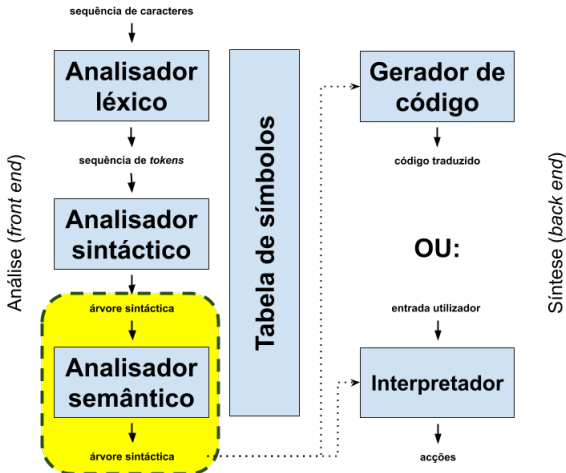 sequência de caracteres
Analisador
léxico
sequência de tokens
Analisador
sintáctico
árvore sintáctica
Analisador
semântico
árvore sintáctica
Análise (front end)
Tabela de símbolos
Gerador de
código
código traduzido
OU:
entrada utilizador
Interpretador
acções
Síntese (back end)